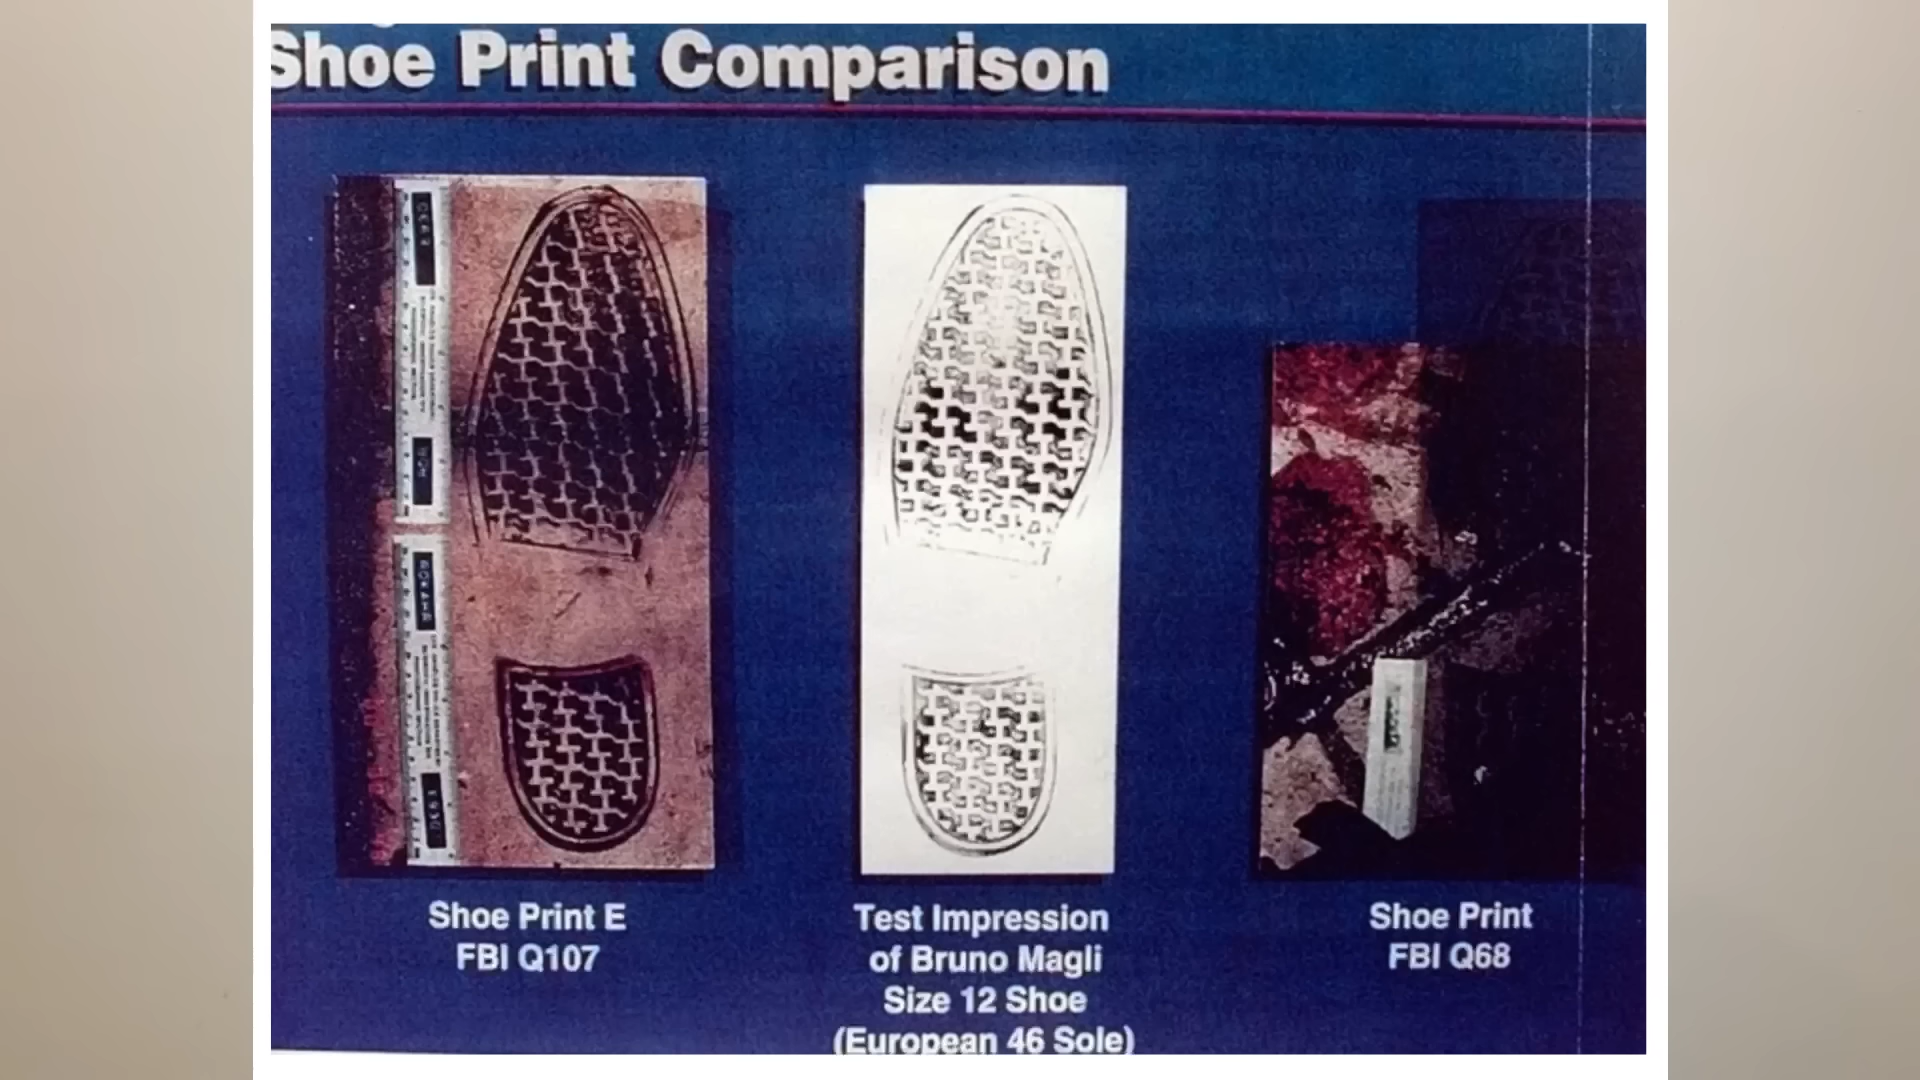 Shoe Print Comparison
Shoe Print E
FBI Q107
Test Impression
of Bruno Magli
Size 12 Shoe
(European 46 Sole)
Shoe Print
FBI Q68